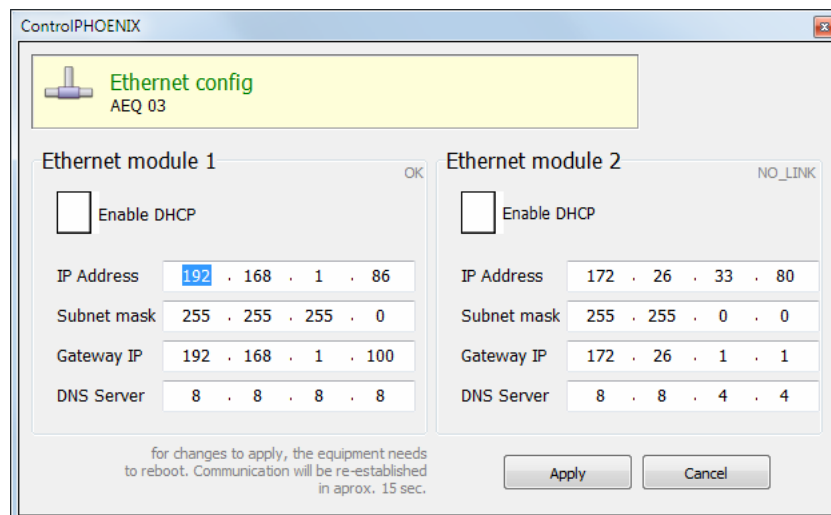 ControlPHOENIX
Ethernet config
AEQ 03
Ethernet module 1
OK
Enable DHCP
IP Address 192 . 168 . 1 . 86
Subnet mask 255 . 255 . 255 . 0
Gateway IP 192 . 168 . 1 . 100
DNS Server 8 . 8 . 8 . 8
Ethernet module 2
NO_LINK
Enable DHCP
IP Address 172 . 26 . 33 . 80
Subnet mask 255 . 255 . 0 . 0
Gateway IP 172 . 26 . 1 . 1
DNS Server 8 . 8 . 4 . 4
for changes to apply, the equipment needs
to reboot. Communication will be re-established
in aprox. 15 sec.
Apply
Cancel